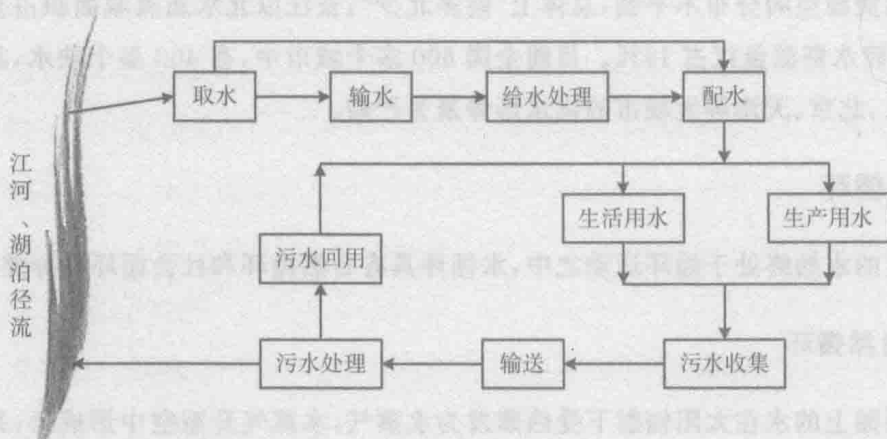 取水
输水
给水处理
配水
江河、湖泊径流
生活用水
生产用水
污水回用
污水处理
输送
污水收集